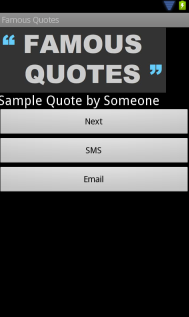 Famous Quotes
“ FAMOUS
QUOTES ”
Sample Quote by Someone
Next
SMS
Email